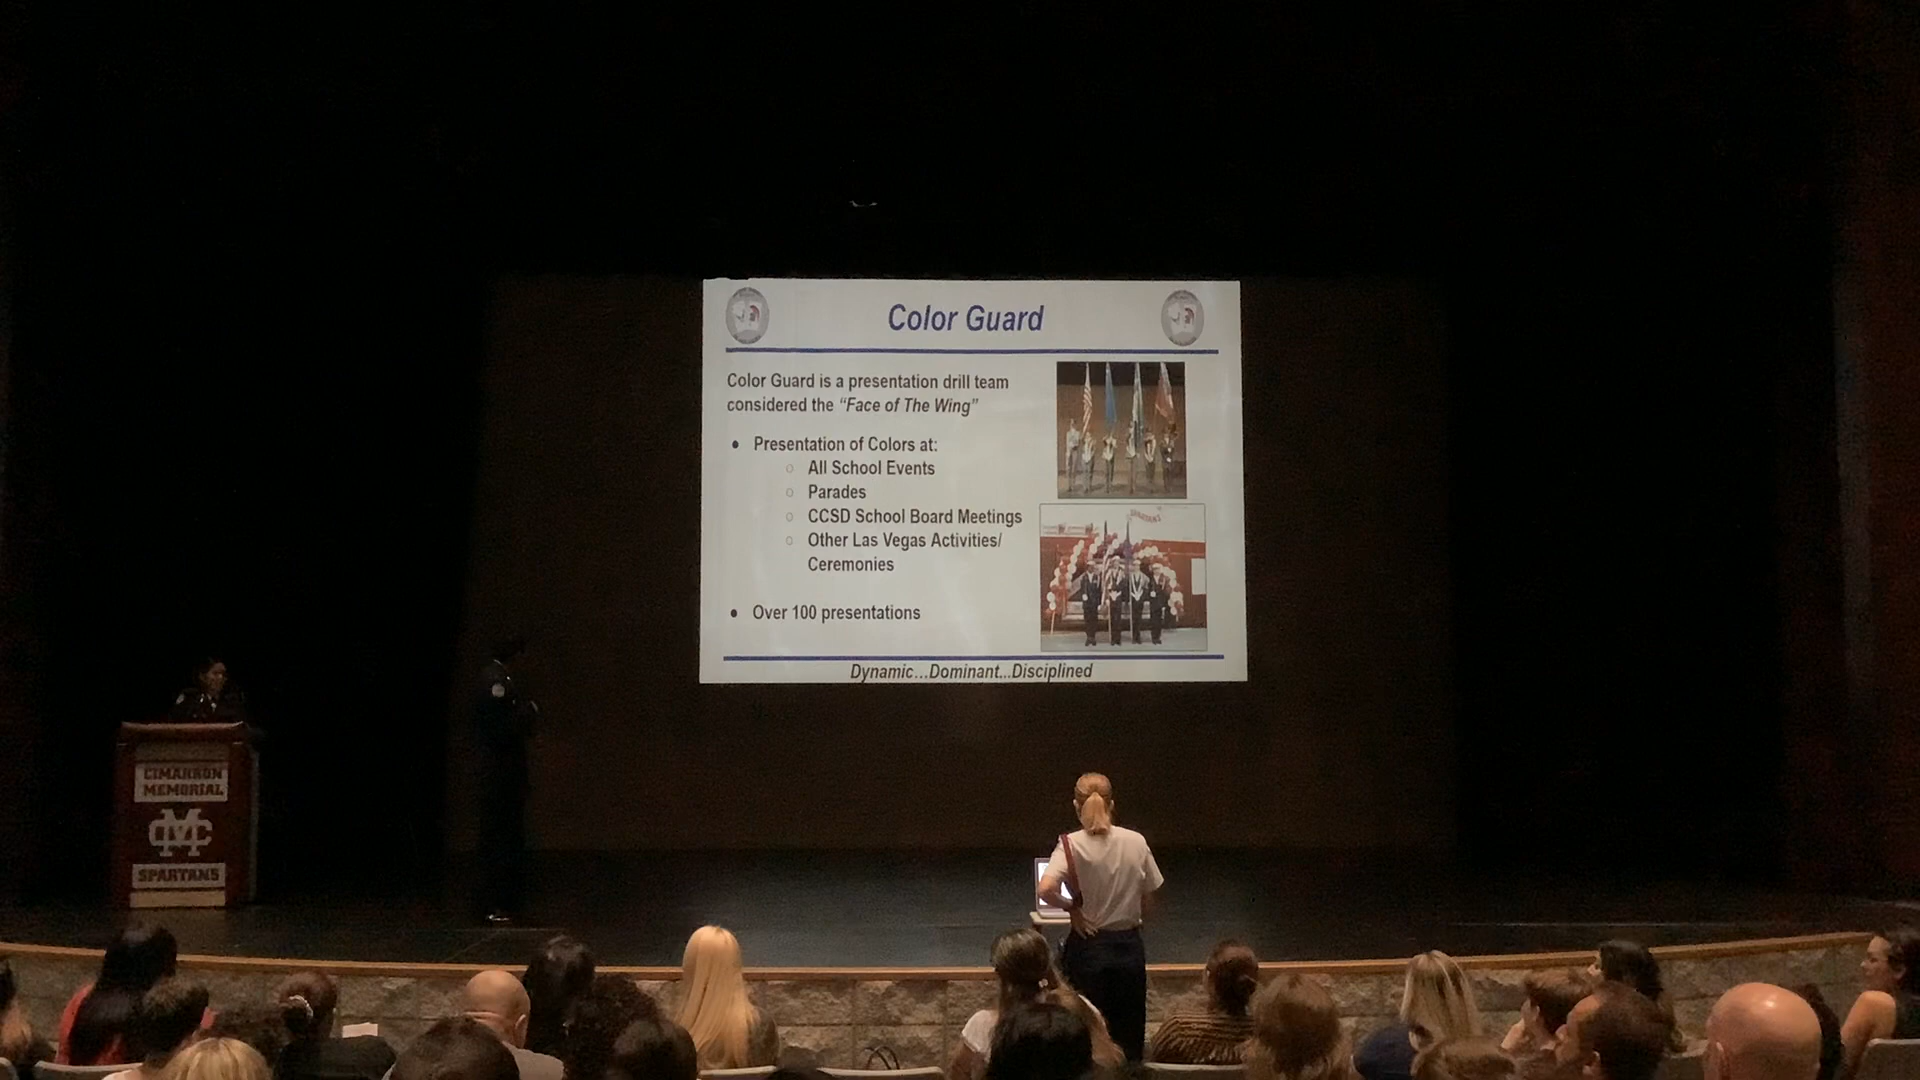 Color Guard
Color Guard is a presentation drill team
considered the “Face of The Wing”
● Presentation of Colors at:
○ All School Events
○ Parades
○ CCSD School Board Meetings
○ Other Las Vegas Activities/
Ceremonies
● Over 100 presentations
Dynamic...Dominant...Disciplined
CIMARRON
MEMORIAL
CMC
SPARTANS